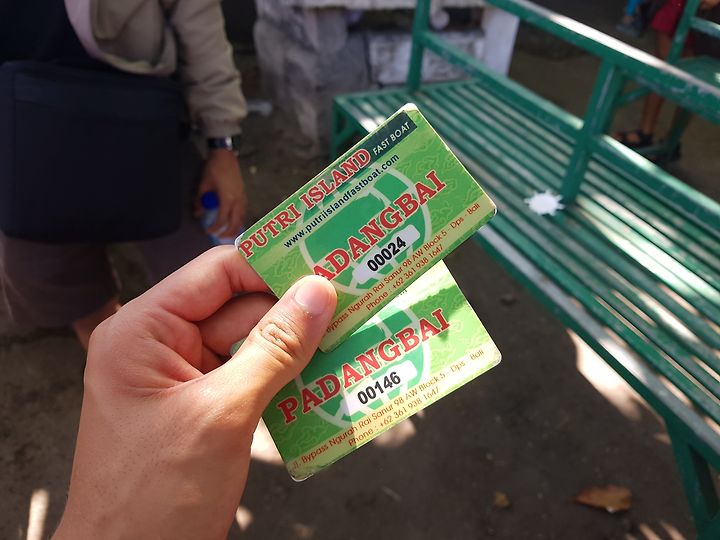 PUTRI ISLAND FAST BOAT
www.putriislandfastboat.com
PADANGBAI
00024
Bypass Ngurah Rai Sanur 98 AW Block 5 - Dps - Bali
Phone : +62 361 938 1647
PADANGBAI
00146
Jl. Bypass Ngurah Rai Sanur 98 AW Block 5 - Dps - Bali
Phone : +62 361 938 1647